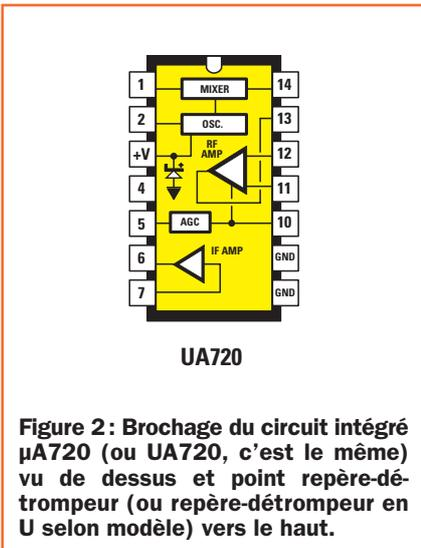 1
MIXER
14
2
OSC.
13
+V
RF
AMP
12
4
11
5
AGC
10
6
IF AMP
GND
7
GND
UA720
Figure 2 : Brochage du circuit intégré
µA720 (ou UA720, c'est le même)
vu de dessus et point repère-dé-
trompeur (ou repère-détrompeur en
U selon modèle) vers le haut.